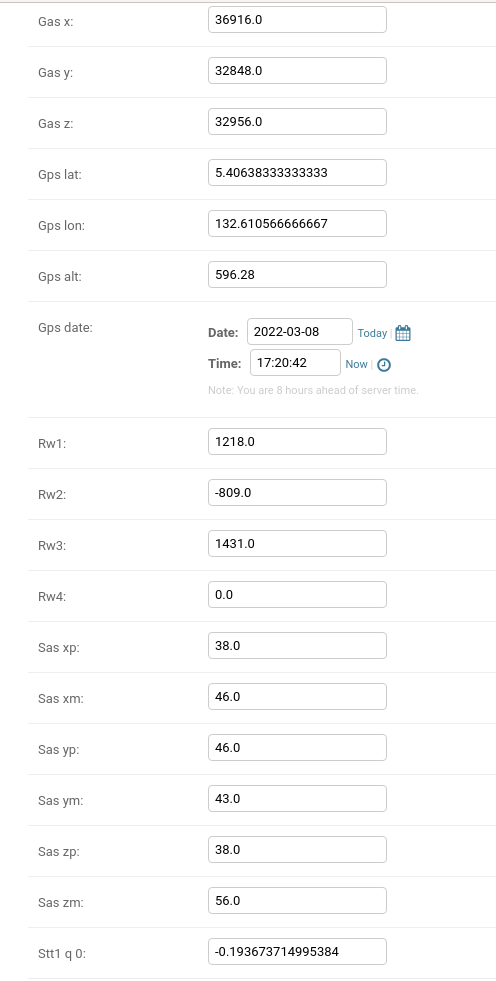 Gas x: 36916.0
Gas y: 32848.0
Gas z: 32956.0
Gps lat: 5.40638333333333
Gps lon: 132.610566666667
Gps alt: 596.28
Gps date: Date: 2022-03-08 Today |
Time: 17:20:42 Now |
Note: You are 8 hours ahead of server time.
Rw1: 1218.0
Rw2: -809.0
Rw3: 1431.0
Rw4: 0.0
Sas xp: 38.0
Sas xm: 46.0
Sas yp: 46.0
Sas ym: 43.0
Sas zp: 38.0
Sas zm: 56.0
Stt1 q 0: -0.193673714995384